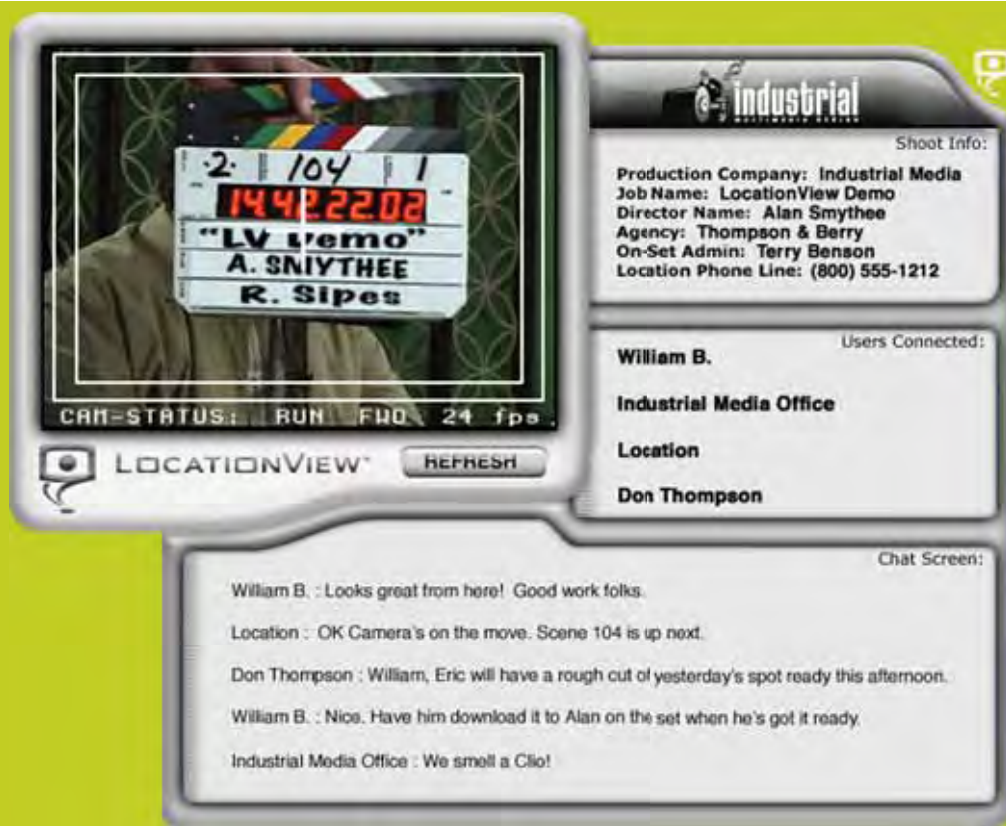 ·2· 104 1
14.42.22.02
"LV Demo"
A. SMYTHEE
R. Sipes
CAM-STATUS: RUN FWD 24 fps
LOCATIONVIEW
REFRESH
industrial
Shoot Info:
Production Company: Industrial Media
Job Name: LocationView Demo
Director Name: Alan Smythee
Agency: Thompson & Berry
On-Set Admin: Terry Benson
Location Phone Line: (800) 555-1212
Users Connected:
William B.
Industrial Media Office
Location
Don Thompson
Chat Screen:
William B. : Looks great from here! Good work folks.
Location : OK Camera's on the move. Scene 104 is up next.
Don Thompson : William, Eric will have a rough cut of yesterday's spot ready this afternoon.
William B. : Nice. Have him download it to Alan on the set when he's got it ready.
Industrial Media Office : We smell a Clio!